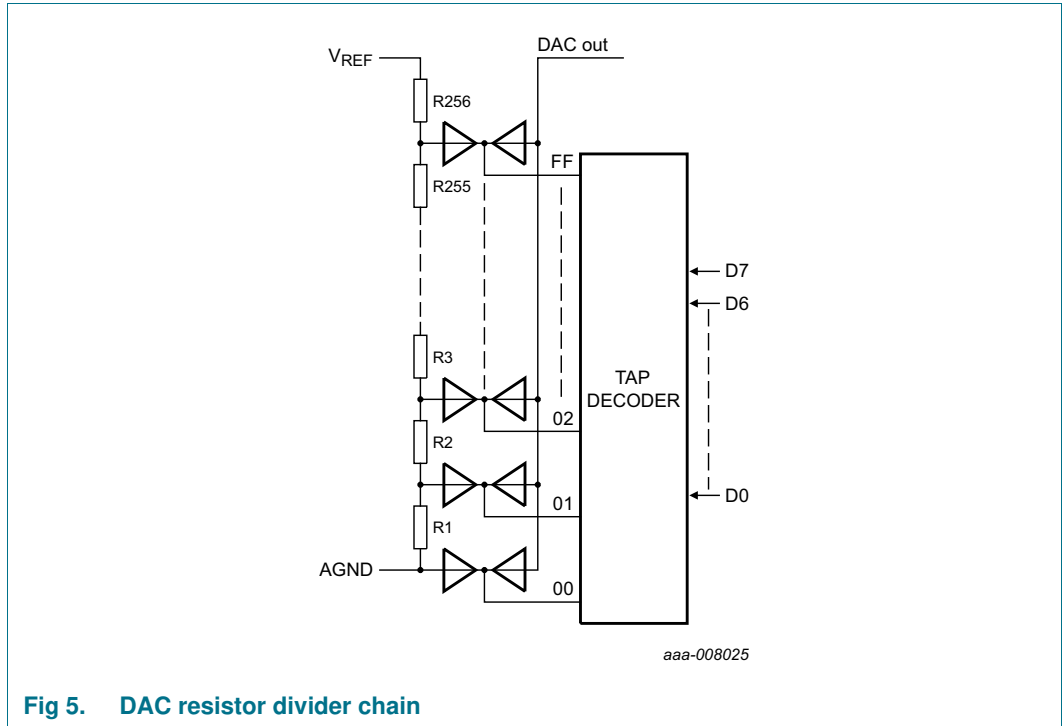 DAC out
V_REF
R256
FF
R255
D7
D6
R3
TAP
DECODER
02
R2
D0
01
R1
AGND
00
aaa-008025
Fig 5. DAC resistor divider chain